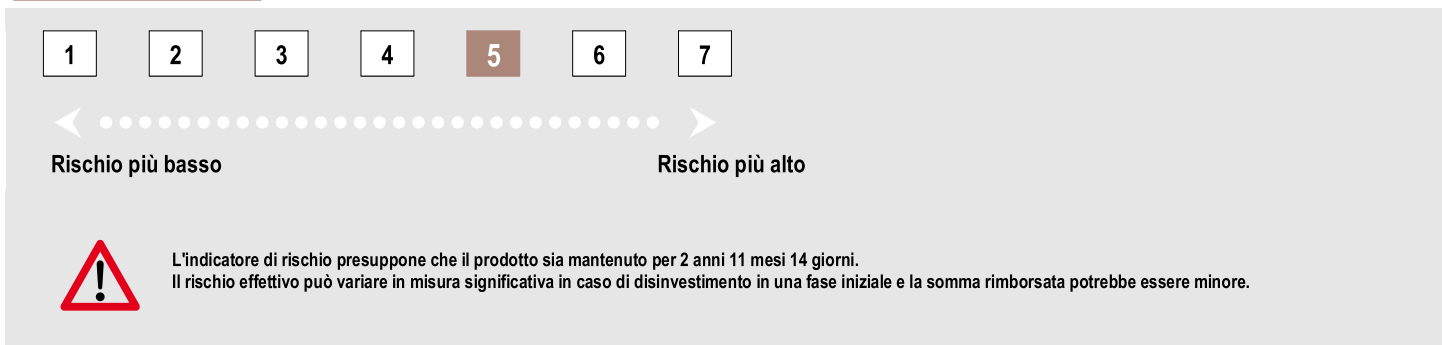 1 2 3 4 5 6 7
Rischio più basso Rischio più alto
L'indicatore di rischio presuppone che il prodotto sia mantenuto per 2 anni 11 mesi 14 giorni.
Il rischio effettivo può variare in misura significativa in caso di disinvestimento in una fase iniziale e la somma rimborsata potrebbe essere minore.